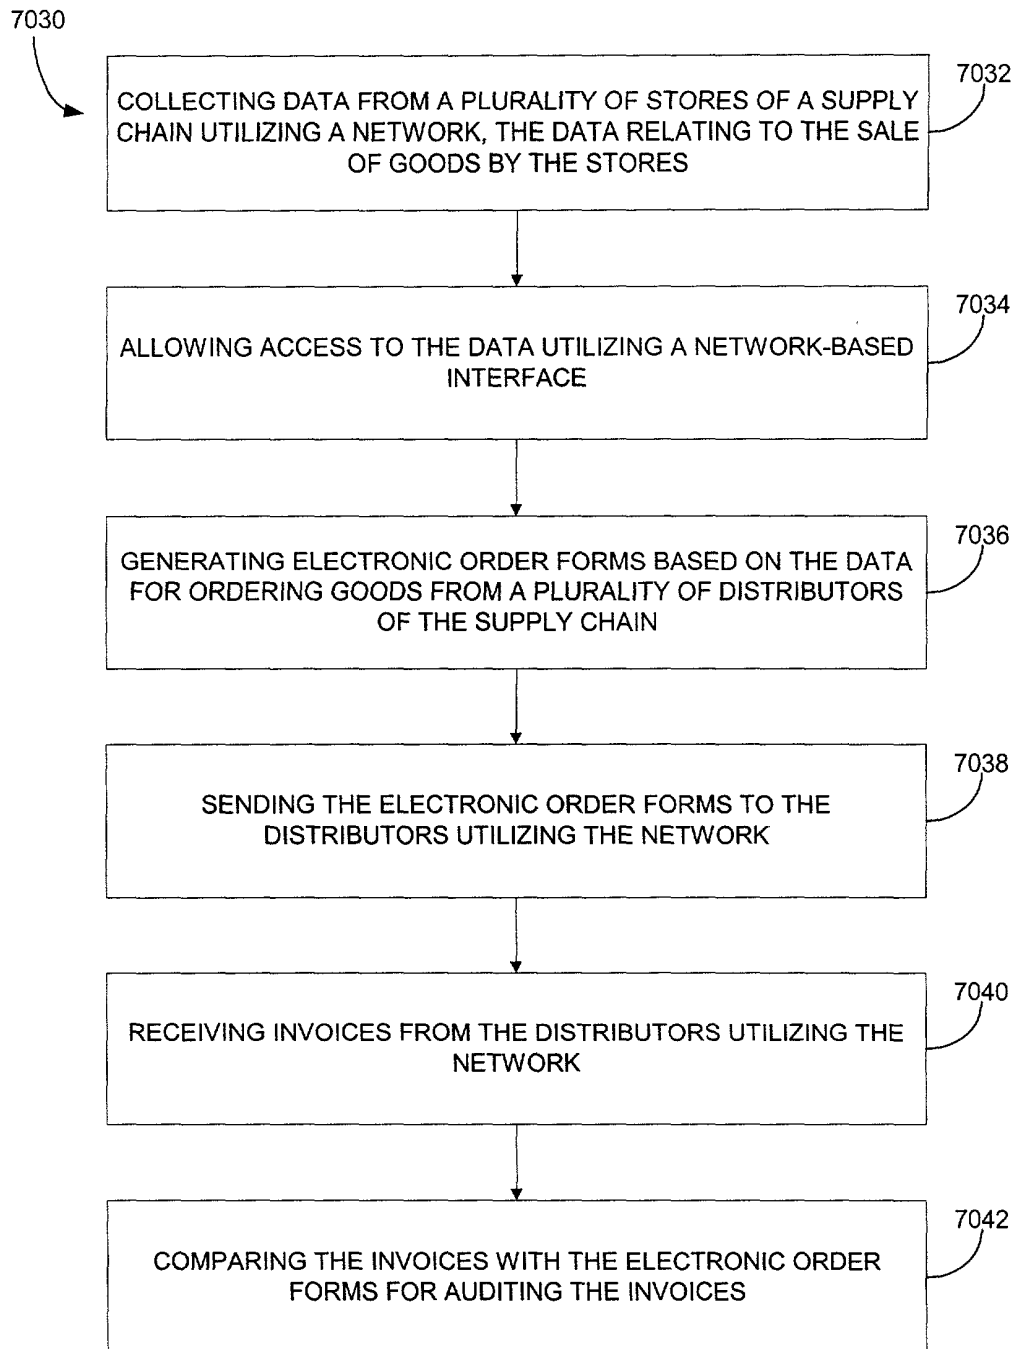 7030
7032
COLLECTING DATA FROM A PLURALITY OF STORES OF A SUPPLY
CHAIN UTILIZING A NETWORK, THE DATA RELATING TO THE SALE
OF GOODS BY THE STORES
7034
ALLOWING ACCESS TO THE DATA UTILIZING A NETWORK-BASED
INTERFACE
7036
GENERATING ELECTRONIC ORDER FORMS BASED ON THE DATA
FOR ORDERING GOODS FROM A PLURALITY OF DISTRIBUTORS
OF THE SUPPLY CHAIN
7038
SENDING THE ELECTRONIC ORDER FORMS TO THE
DISTRIBUTORS UTILIZING THE NETWORK
7040
RECEIVING INVOICES FROM THE DISTRIBUTORS UTILIZING THE
NETWORK
7042
COMPARING THE INVOICES WITH THE ELECTRONIC ORDER
FORMS FOR AUDITING THE INVOICES